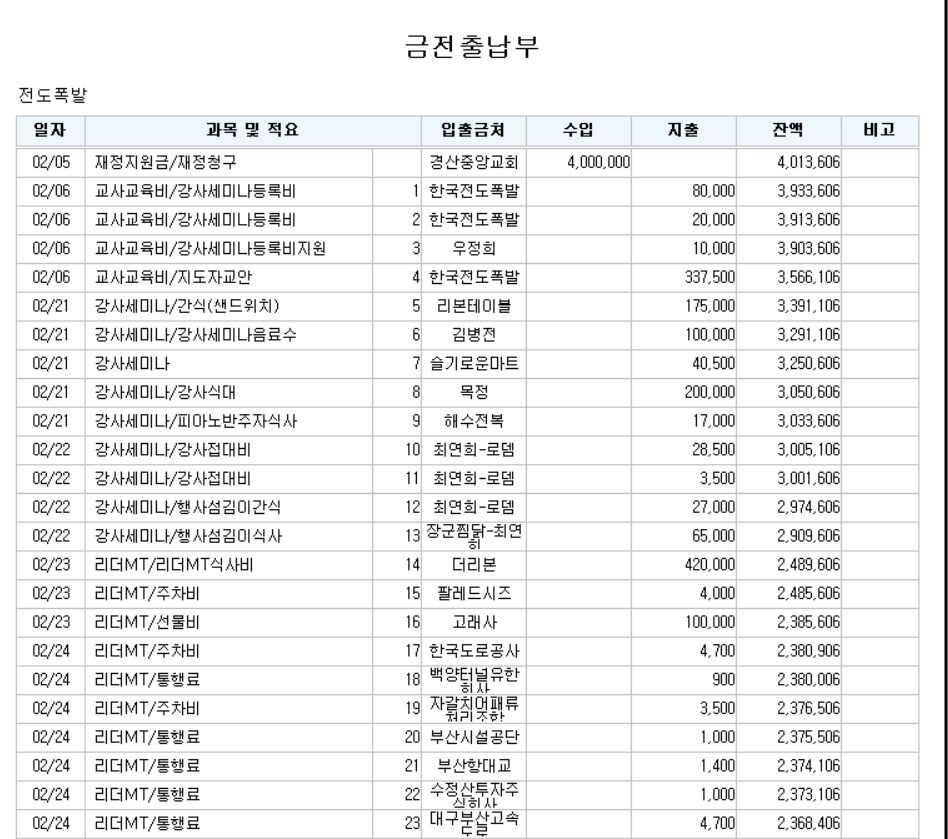 금전출납부
전도폭발
일자 과목 및 적요 입출금처 수입 지출 잔액 비고
02/05 재정지원금/재정청구 경산중앙교회 4,000,000 4,013,606
02/06 교사교육비/강사세미나등록비 1 한국전도폭발 80,000 3,933,606
02/06 교사교육비/강사세미나등록비 2 한국전도폭발 20,000 3,913,606
02/06 교사교육비/강사세미나등록비지원 3 우정희 10,000 3,903,606
02/06 교사교육비/지도자교안 4 한국전도폭발 337,500 3,566,106
02/21 강사세미나/간식(샌드위치) 5 리본테이블 175,000 3,391,106
02/21 강사세미나/강사세미나음료수 6 김병전 100,000 3,291,106
02/21 강사세미나 7 슬기로운마트 40,500 3,250,606
02/21 강사세미나/강사식대 8 목정 200,000 3,050,606
02/21 강사세미나/피아노반주자식사 9 해수전복 17,000 3,033,606
02/22 강사세미나/강사접대비 10 최연희-로뎀 28,500 3,005,106
02/22 강사세미나/강사접대비 11 최연희-로뎀 3,500 3,001,606
02/22 강사세미나/행사섬김이간식 12 최연희-로뎀 27,000 2,974,606
02/22 강사세미나/행사섬김이식사 13 장군찜닭-최연희 65,000 2,909,606
02/23 리더MT/리더MT식사비 14 더리본 420,000 2,489,606
02/23 리더MT/주차비 15 팔레드시즈 4,000 2,485,606
02/23 리더MT/선물비 16 고래사 100,000 2,385,606
02/24 리더MT/주차비 17 한국도로공사 4,700 2,380,906
02/24 리더MT/통행료 18 백양터널유한회사 900 2,380,006
02/24 리더MT/주차비 19 자갈치어패류처리조합 3,500 2,376,506
02/24 리더MT/통행료 20 부산시설공단 1,000 2,375,506
02/24 리더MT/통행료 21 부산항대교 1,400 2,374,106
02/24 리더MT/통행료 22 수정산투자주식회사 1,000 2,373,106
02/24 리더MT/통행료 23 대구부산고속도로 4,700 2,368,406